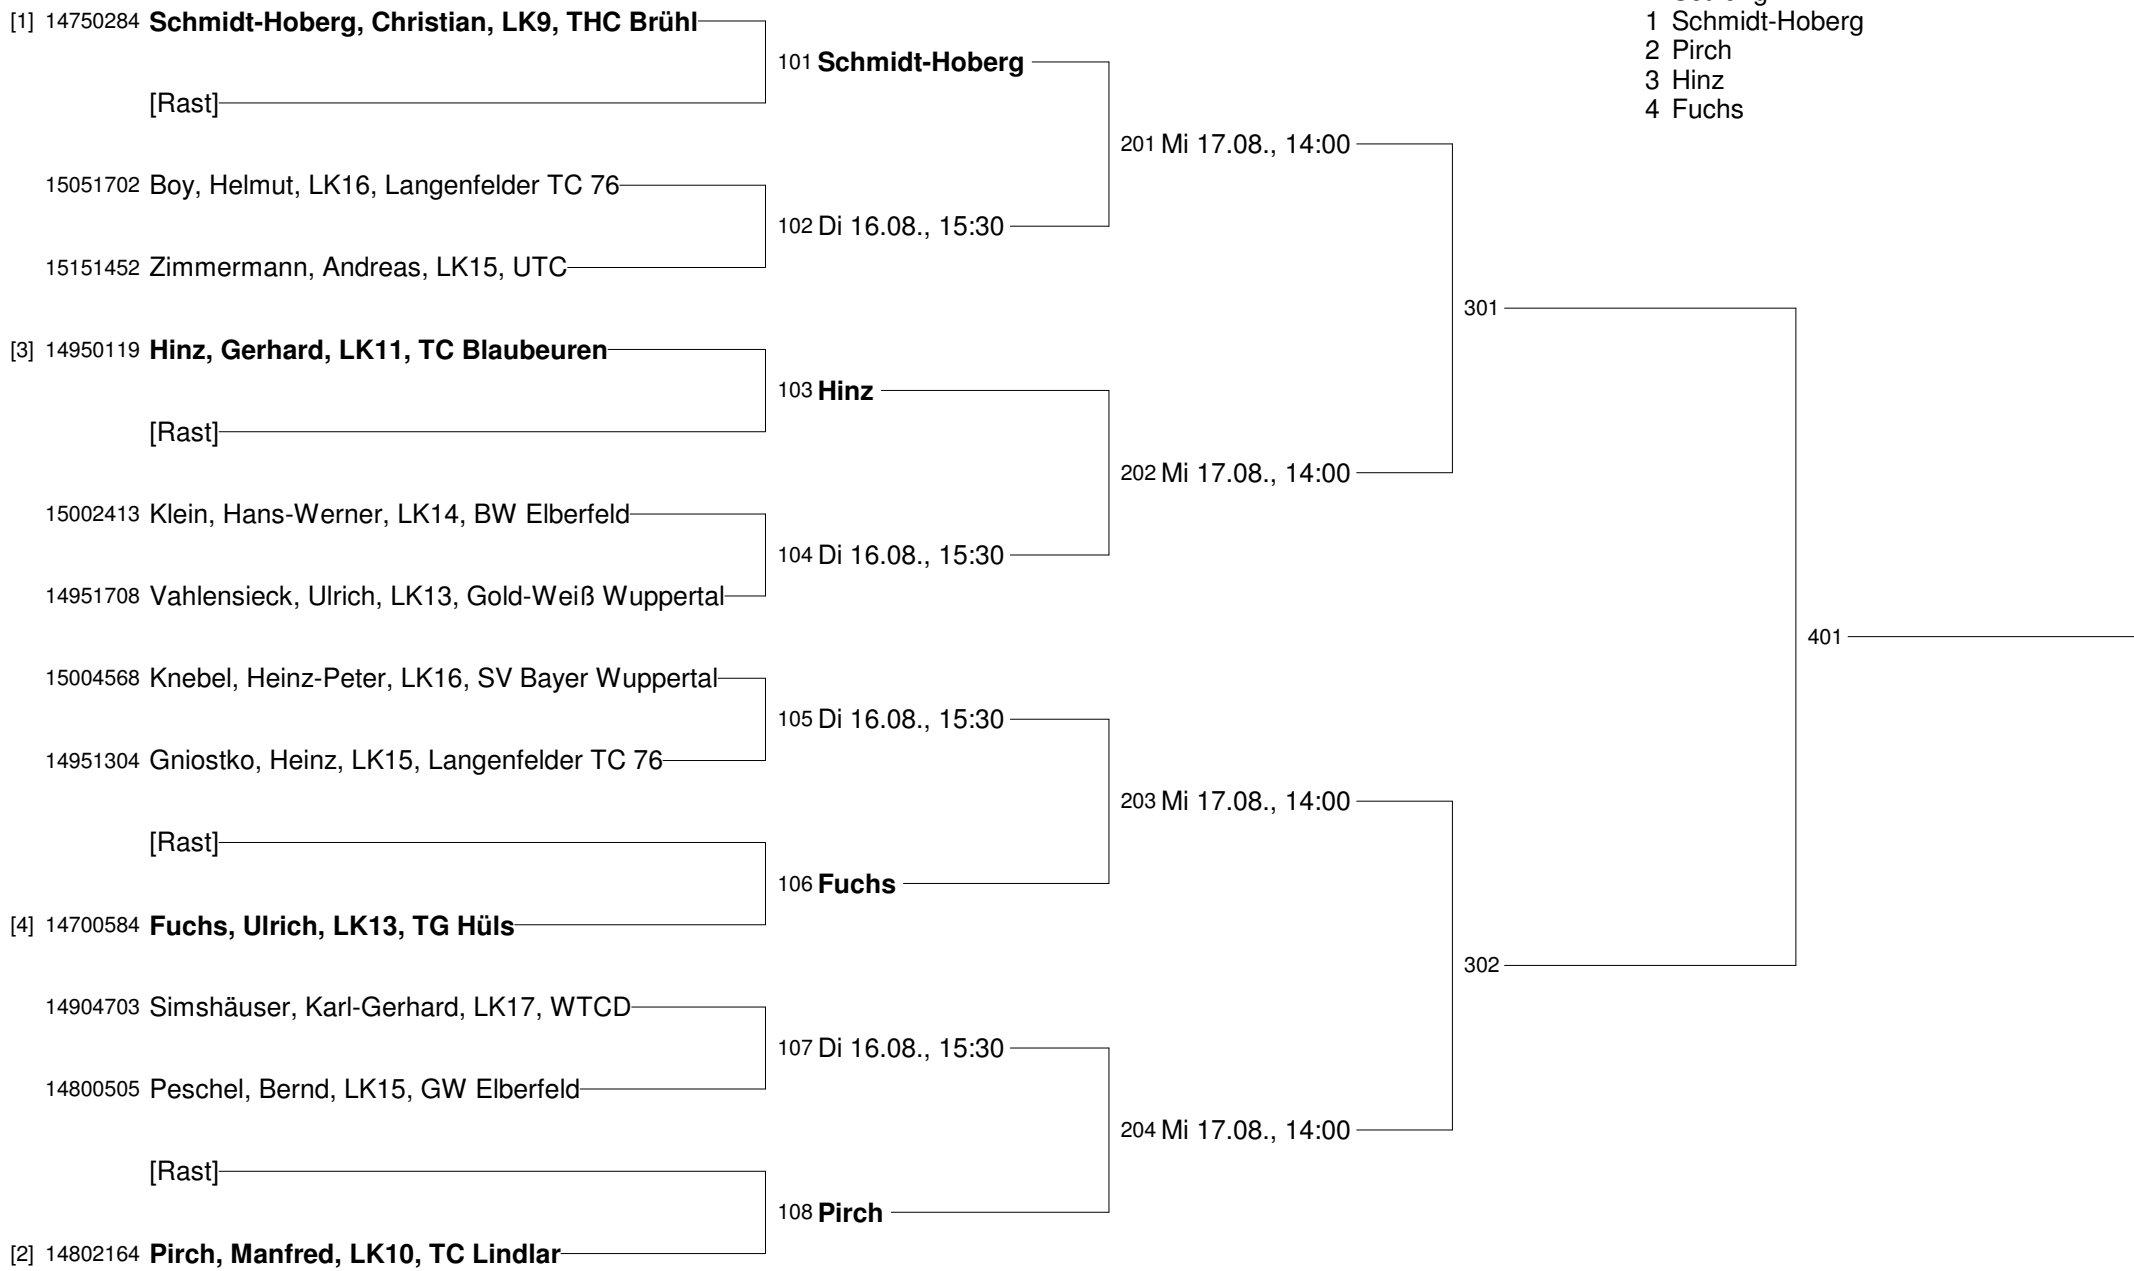 [1] 14750284 Schmidt-Hoberg, Christian, LK9, THC Brühl
[Rast]
15051702 Boy, Helmut, LK16, Langenfelder TC 76
15151452 Zimmermann, Andreas, LK15, UTC
[3] 14950119 Hinz, Gerhard, LK11, TC Blaubeuren
[Rast]
15002413 Klein, Hans-Werner, LK14, BW Elberfeld
14951708 Vahlensieck, Ulrich, LK13, Gold-Weiß Wuppertal
15004568 Knebel, Heinz-Peter, LK16, SV Bayer Wuppertal
14951304 Gniostko, Heinz, LK15, Langenfelder TC 76
[Rast]
[4] 14700584 Fuchs, Ulrich, LK13, TG Hüls
14904703 Simshäuser, Karl-Gerhard, LK17, WTCD
14800505 Peschel, Bernd, LK15, GW Elberfeld
[Rast]
[2] 14802164 Pirch, Manfred, LK10, TC Lindlar
101 Schmidt-Hoberg
102 Di 16.08., 15:30
103 Hinz
104 Di 16.08., 15:30
105 Di 16.08., 15:30
106 Fuchs
107 Di 16.08., 15:30
108 Pirch
201 Mi 17.08., 14:00
202 Mi 17.08., 14:00
203 Mi 17.08., 14:00
204 Mi 17.08., 14:00
301
302
401
1 Schmidt-Hoberg
2 Pirch
3 Hinz
4 Fuchs